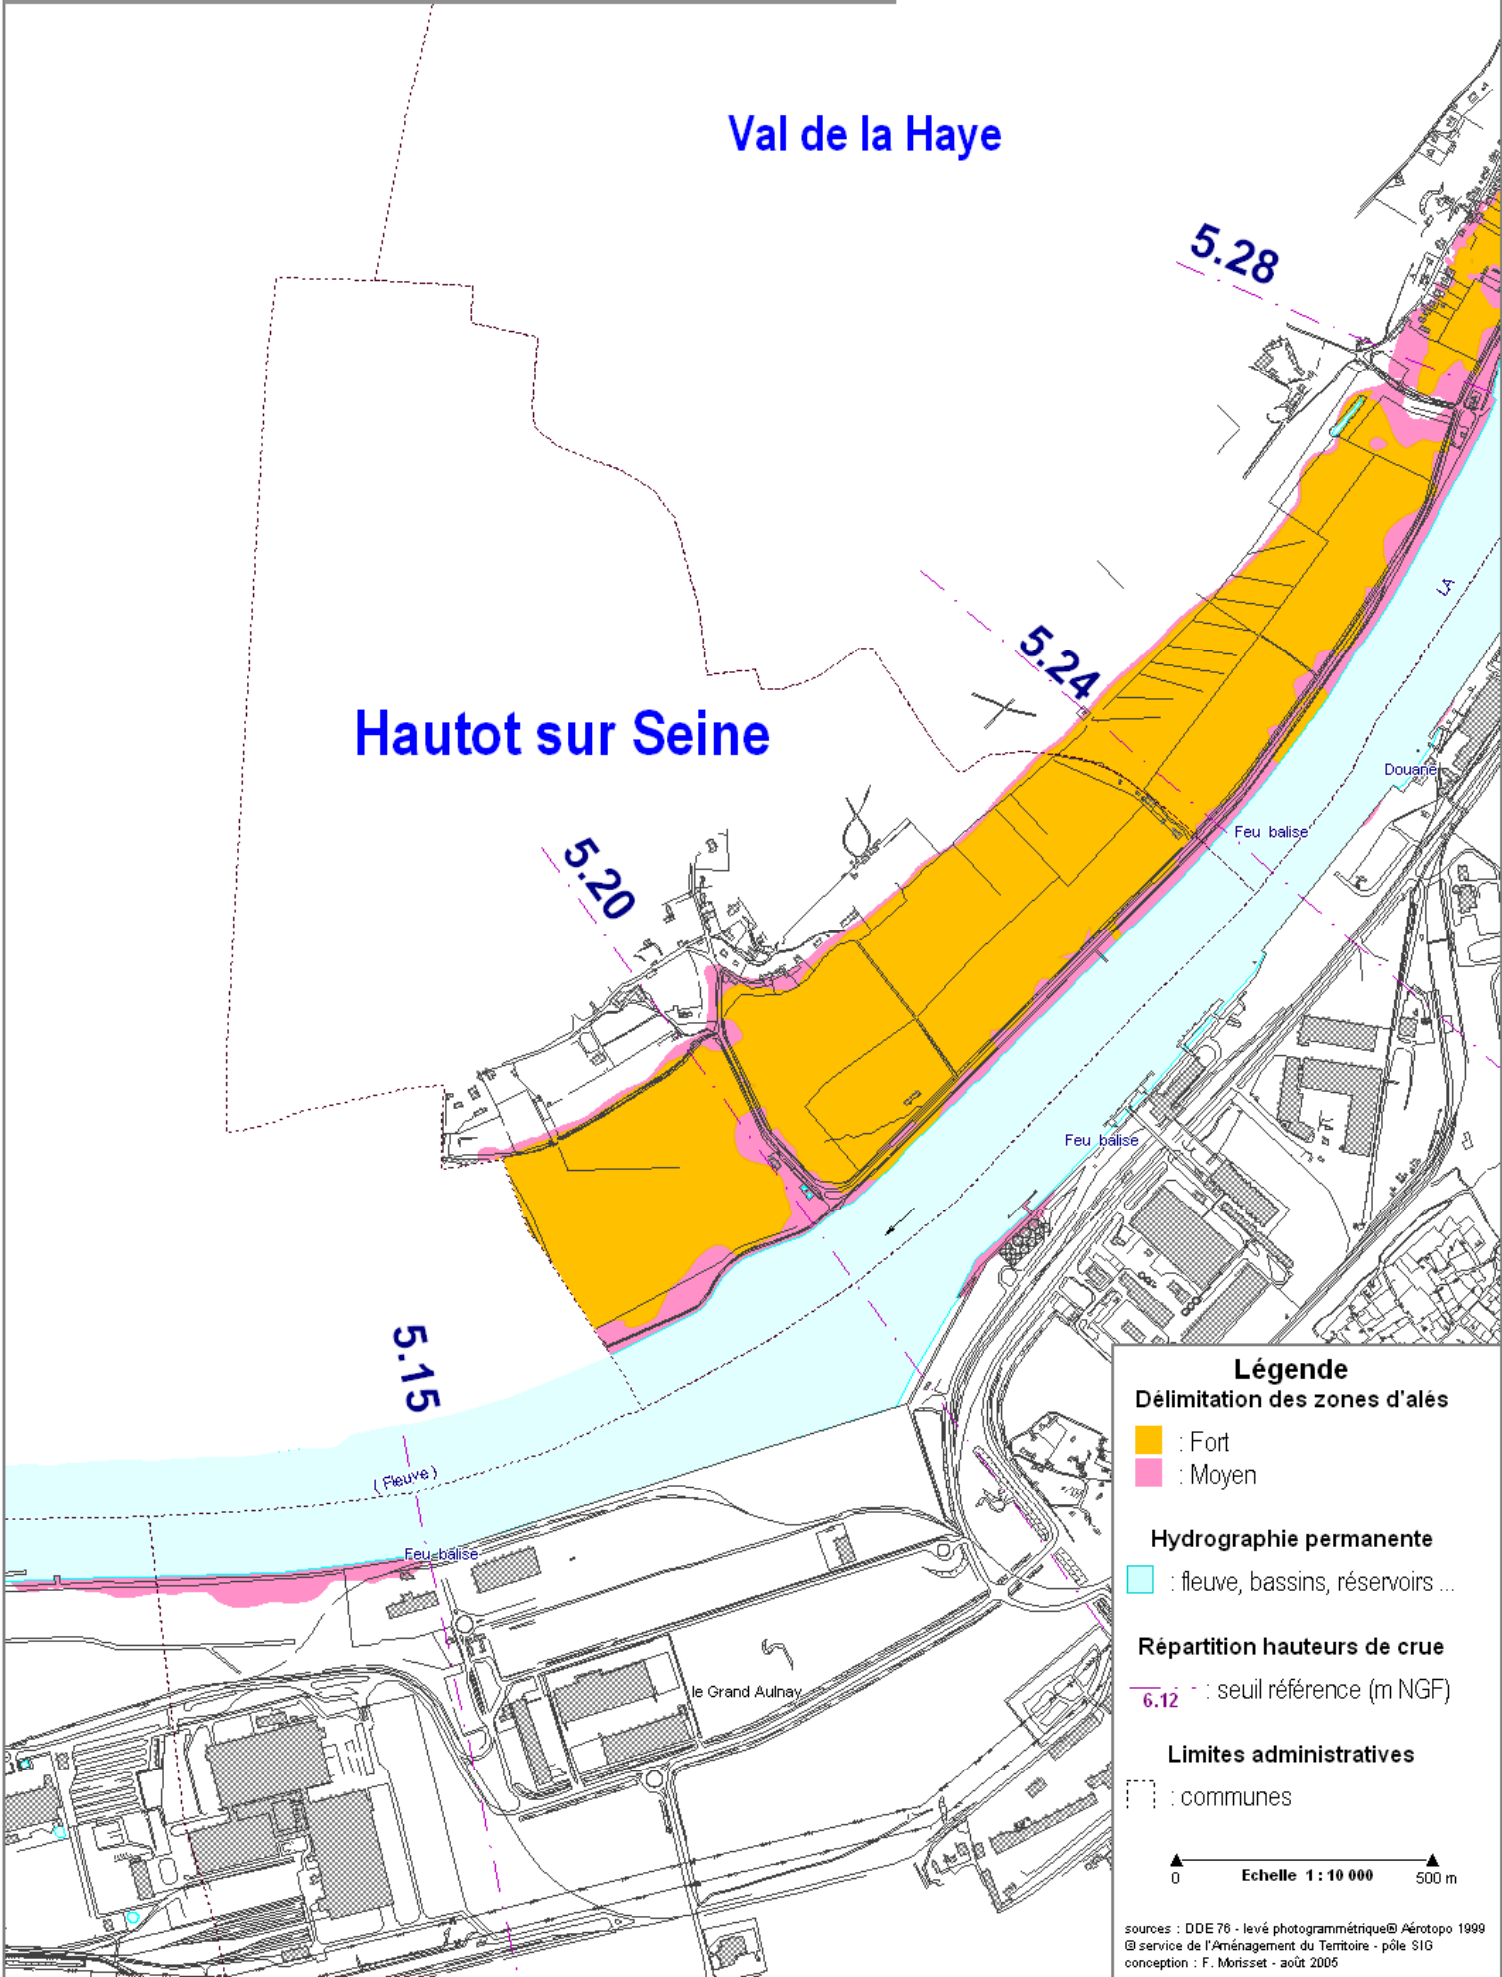 Val de la Haye
5.28
LA
5.24
Hautot sur Seine
Douane
Feu balise
5.20
Feu balise
5.15
(Fleuve)
Feu balise
le Grand Aulnay
Légende
Délimitation des zones d'alés
: Fort
: Moyen
Hydrographie permanente
: fleuve, bassins, réservoirs ...
Répartition hauteurs de crue
6.12 : seuil référence (m NGF)
Limites administratives
: communes
0 Echelle 1 : 10 000 500 m
sources : DDE 76 - levé photogrammétrique® Aérotopo 1999
@ service de l'Aménagement du Territoire - pôle SIG
conception : F. Morisset - août 2005